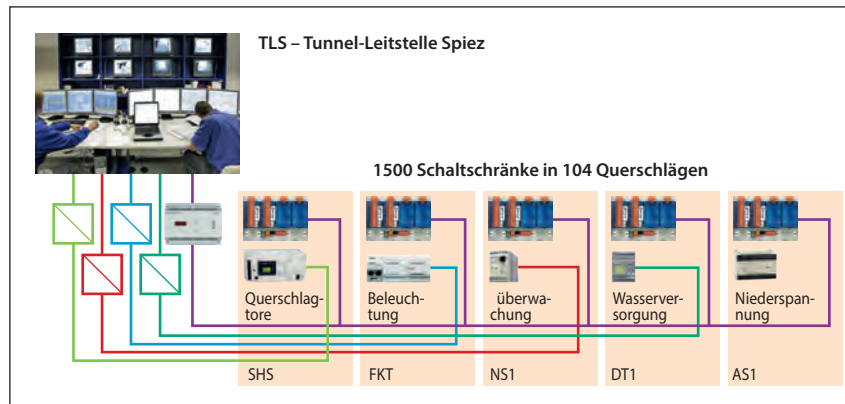 TLS – Tunnel-Leitstelle Spiez
1500 Schaltschränke in 104 Querschlägen
Querschlag-
tore
SHS
Beleuch-
tung
FKT
überwa-
chung
NS1
Wasserver-
sorgung
DT1
Niederspan-
nung
AS1